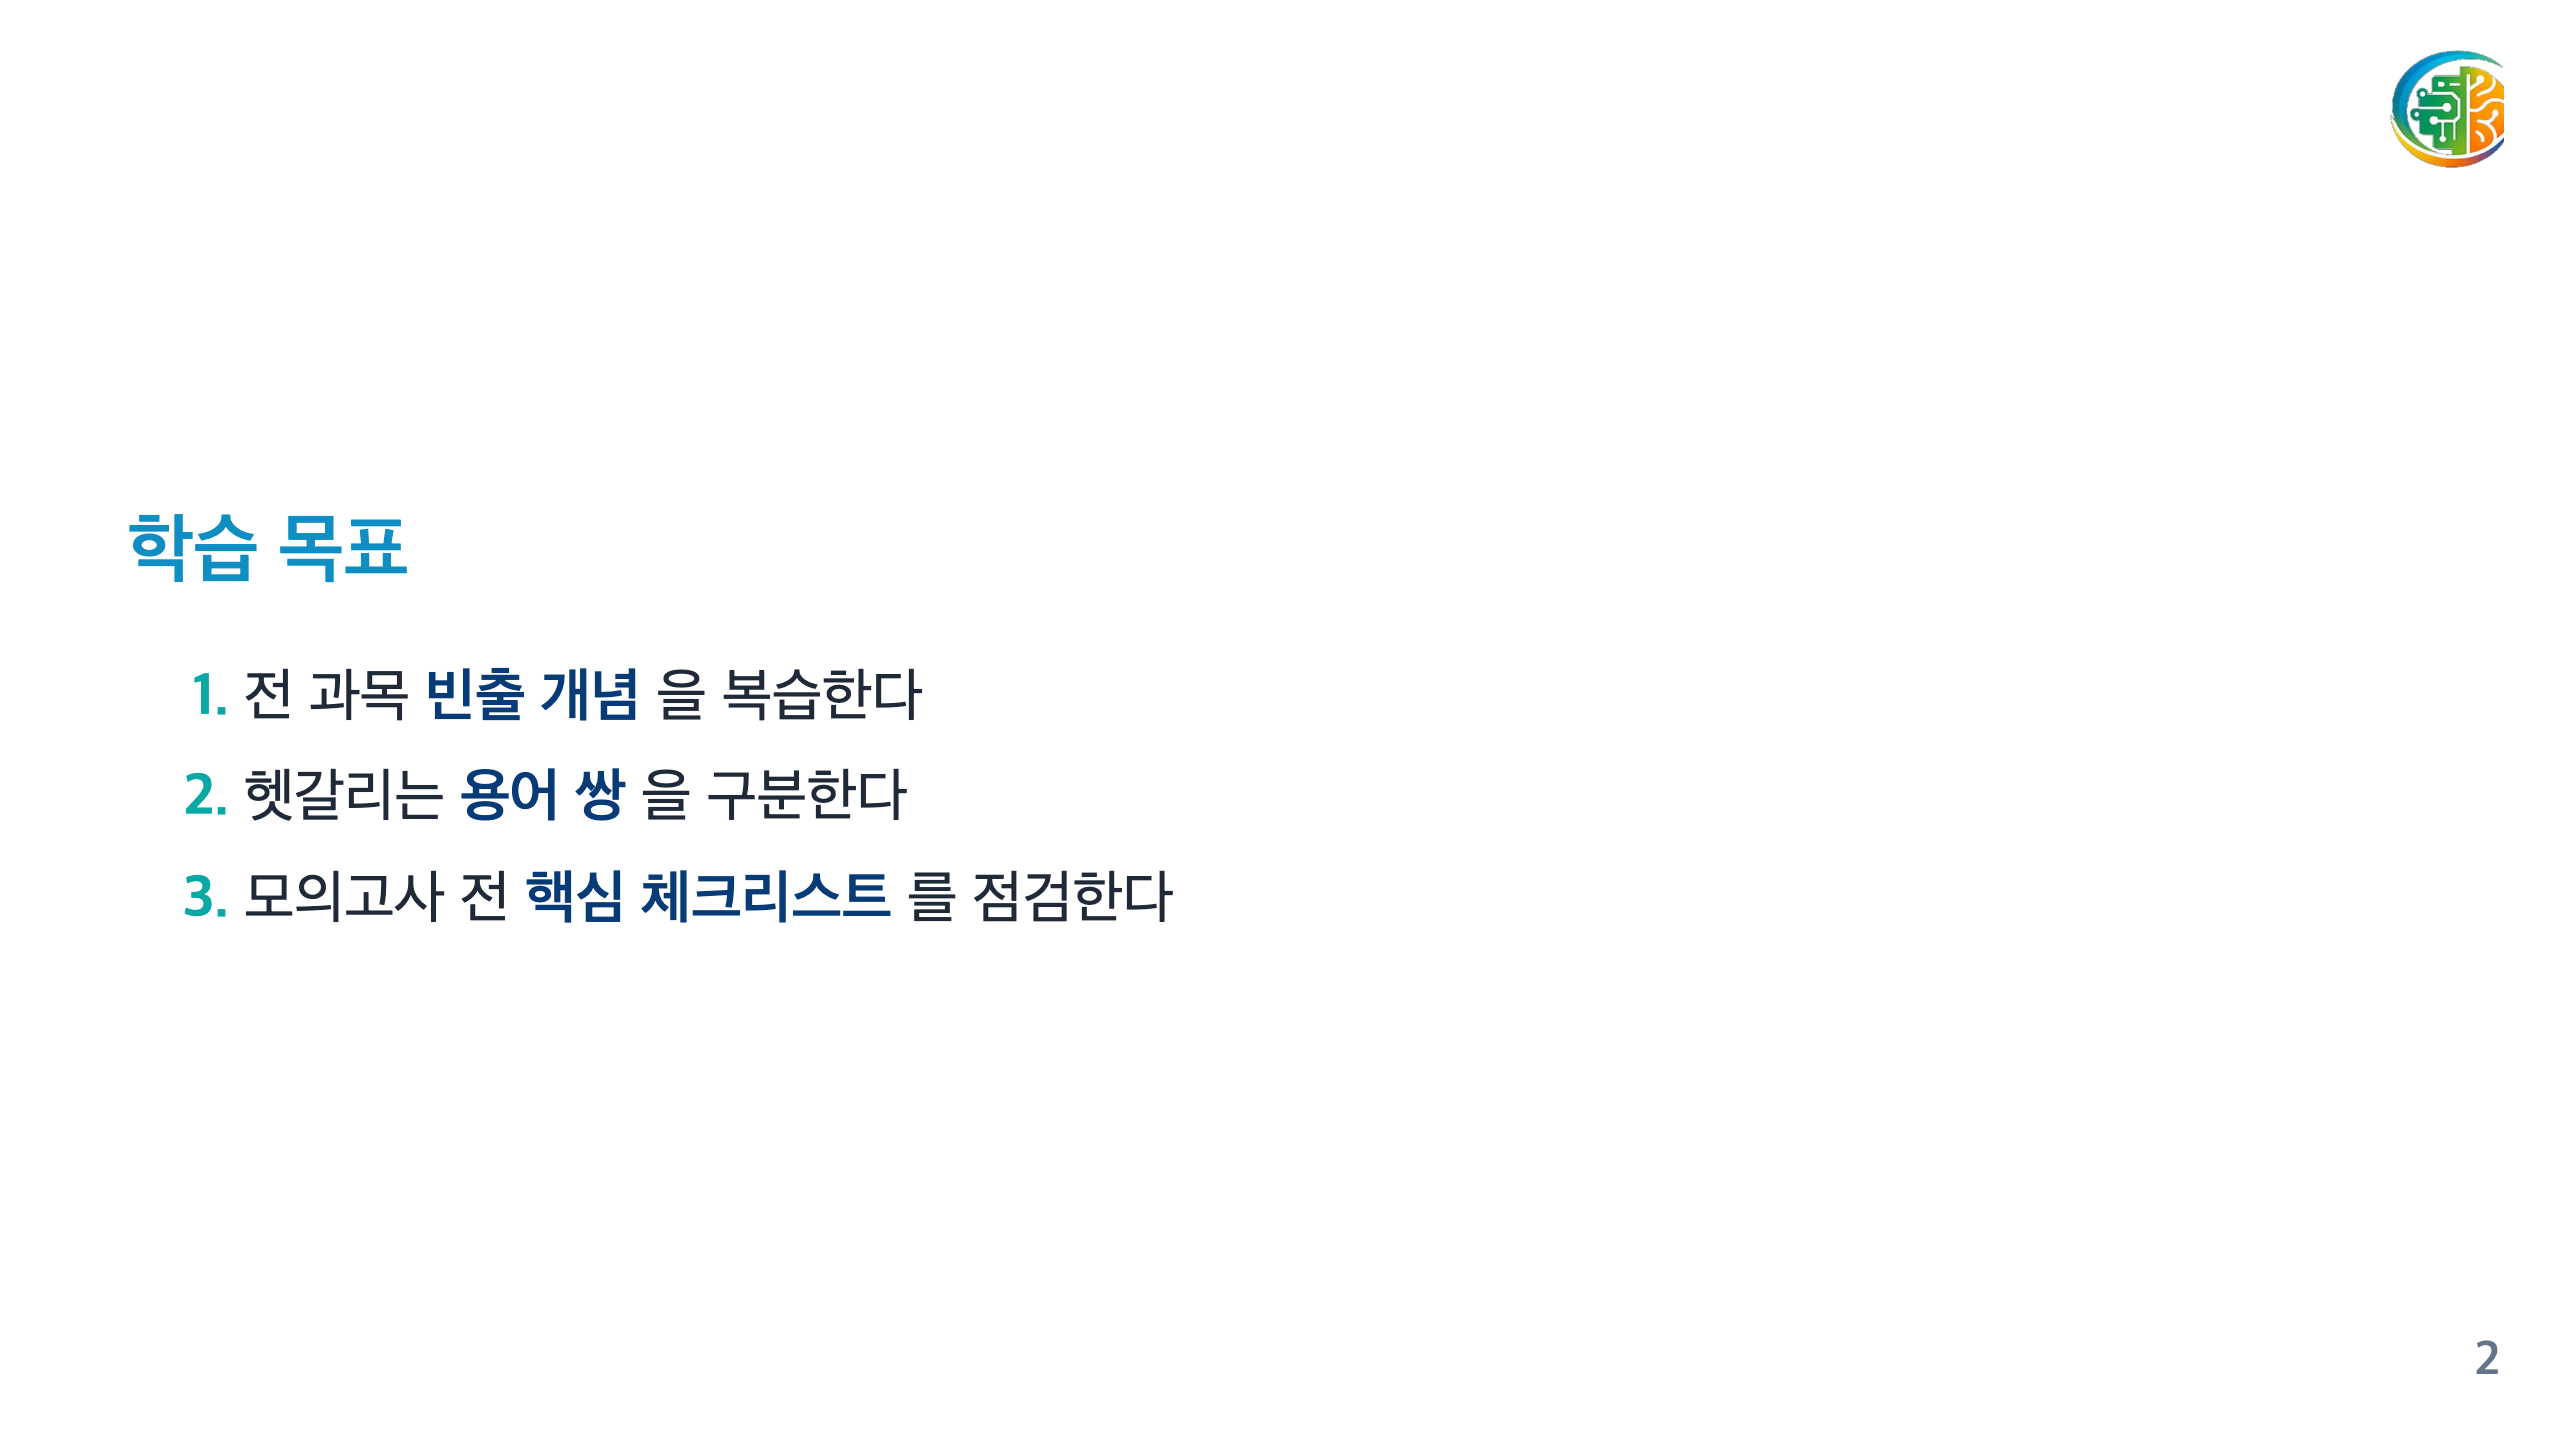 학습 목표
1. 전 과목 빈출 개념 을 복습한다
2. 헷갈리는 용어 쌍 을 구분한다
3. 모의고사 전 핵심 체크리스트 를 점검한다
2